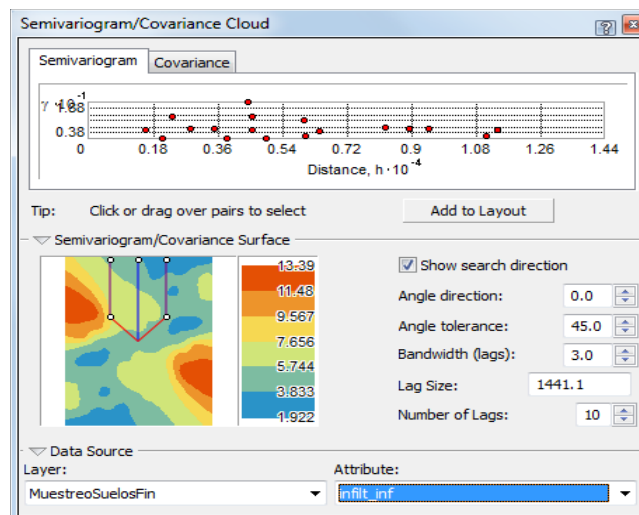 Semivariogram/Covariance Cloud
Semivariogram Covariance
γ·10⁻¹
1.88
0.38
0 0.18 0.36 0.54 0.72 0.9 1.08 1.26 1.44
Distance, h·10⁻⁴
Tip: Click or drag over pairs to select Add to Layout
Semivariogram/Covariance Surface
13.39
11.48
9.567
7.656
5.744
3.833
1.922
Show search direction
Angle direction: 0.0
Angle tolerance: 45.0
Bandwidth (lags): 3.0
Lag Size: 1441.1
Number of Lags: 10
Data Source
Layer: Attribute:
MuestreoSuelosFin infilt_inf